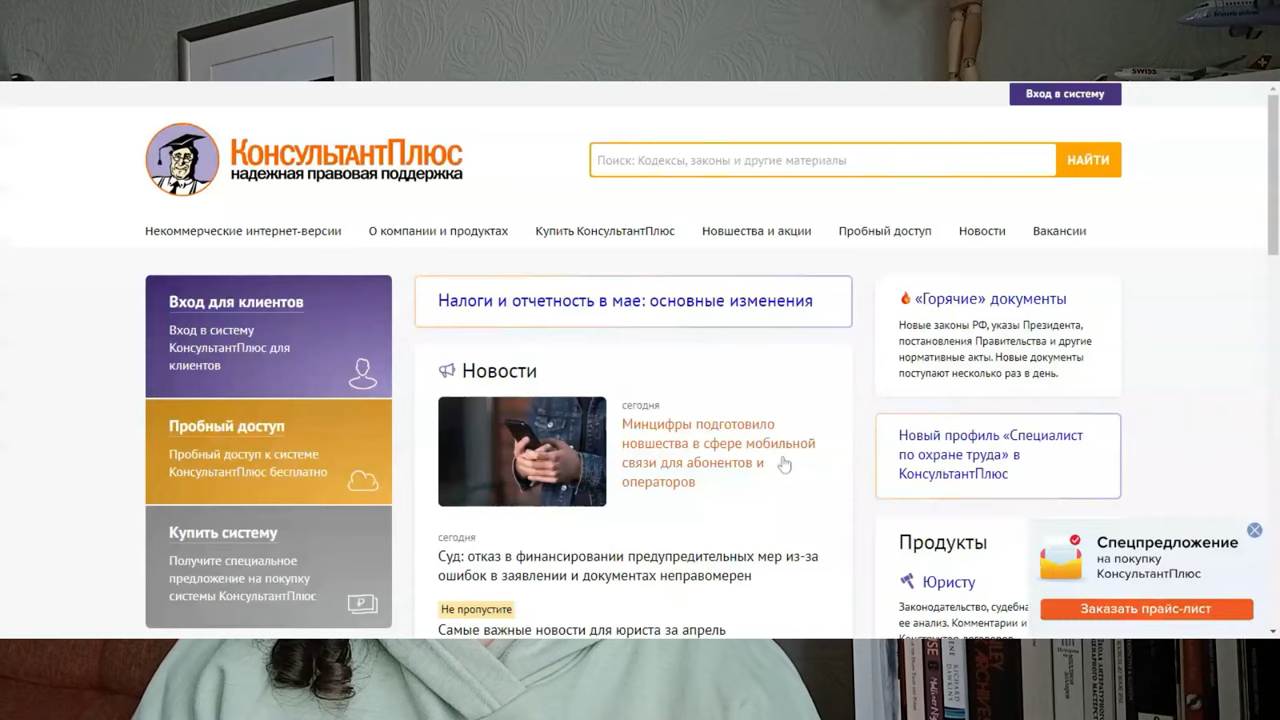 Вход в систему
КонсультантПлюс
надежная правовая поддержка
Поиск: Кодексы, законы и другие материалы
НАЙТИ
Некоммерческие интернет-версии
О компании и продуктах
Купить КонсультантПлюс
Новшества и акции
Пробный доступ
Новости
Вакансии
Вход для клиентов
Вход в систему
КонсультантПлюс для
клиентов
Пробный доступ
Пробный доступ к системе
КонсультантПлюс бесплатно
Купить систему
Получите специальное
предложение на покупку
системы КонсультантПлюс
Налоги и отчетность в мае: основные изменения
Новости
сегодня
Минцифры подготовило
новшества в сфере мобильной
связи для абонентов и
операторов
сегодня
Суд: отказ в финансировании предупредительных мер из-за
ошибок в заявлении и документах неправомерен
Не пропустите
Самые важные новости для юриста за апрель
«Горячие» документы
Новые законы РФ, указы Президента,
постановления Правительства и другие
нормативные акты. Новые документы
поступают несколько раз в день.
Новый профиль «Специалист
по охране труда» в
КонсультантПлюс
Продукты
Юристу
Законодательство, судебна
ее анализ. Комментарии и
Спецпредложение
на покупку
КонсультантПлюс
Заказать прайс-лист
SWISS
RICHARD
DAWKINS